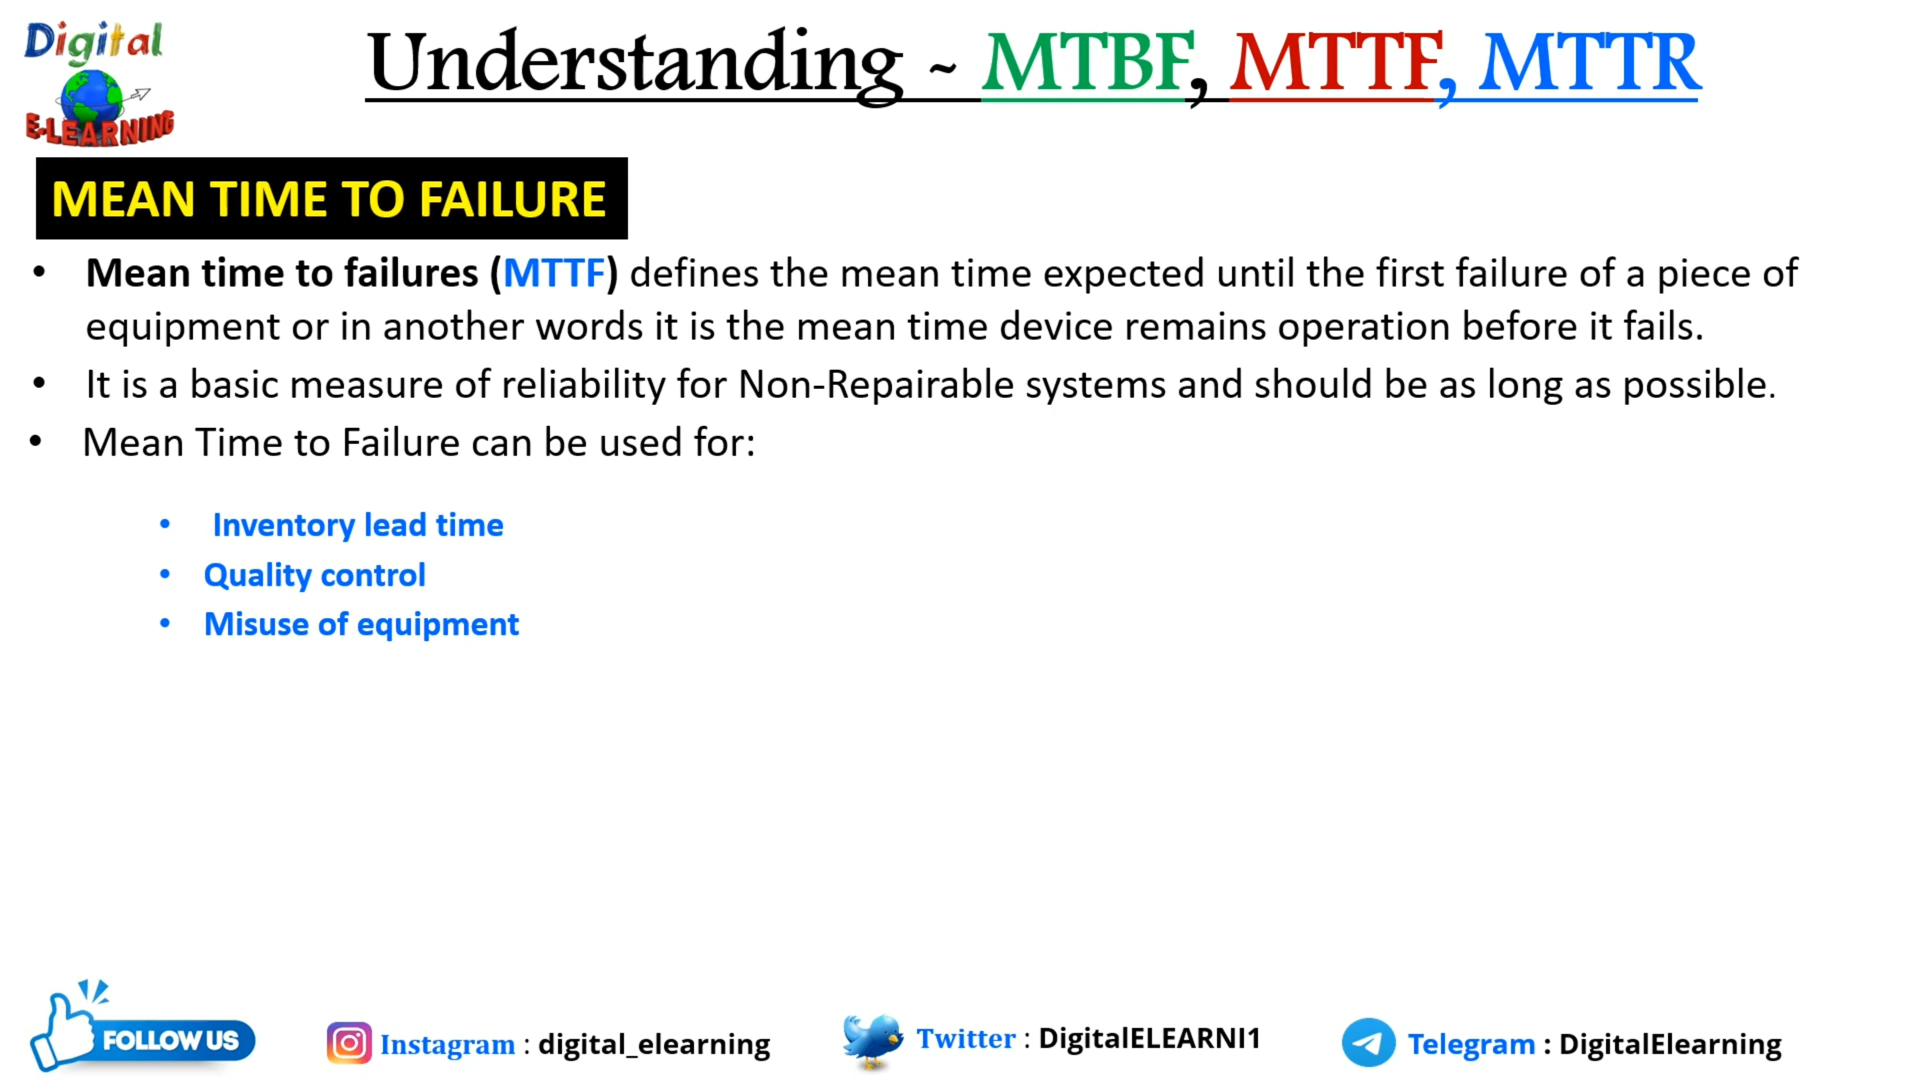 Digital
E-LEARNING
Understanding ~ MTBF, MTTF, MTTR
MEAN TIME TO FAILURE
• Mean time to failures (MTTF) defines the mean time expected until the first failure of a piece of
equipment or in another words it is the mean time device remains operation before it fails.
• It is a basic measure of reliability for Non-Repairable systems and should be as long as possible.
• Mean Time to Failure can be used for:
• Inventory lead time
• Quality control
• Misuse of equipment
FOLLOW US
Instagram : digital_elearning
Twitter : DigitalELEARNI1
Telegram : DigitalElearning